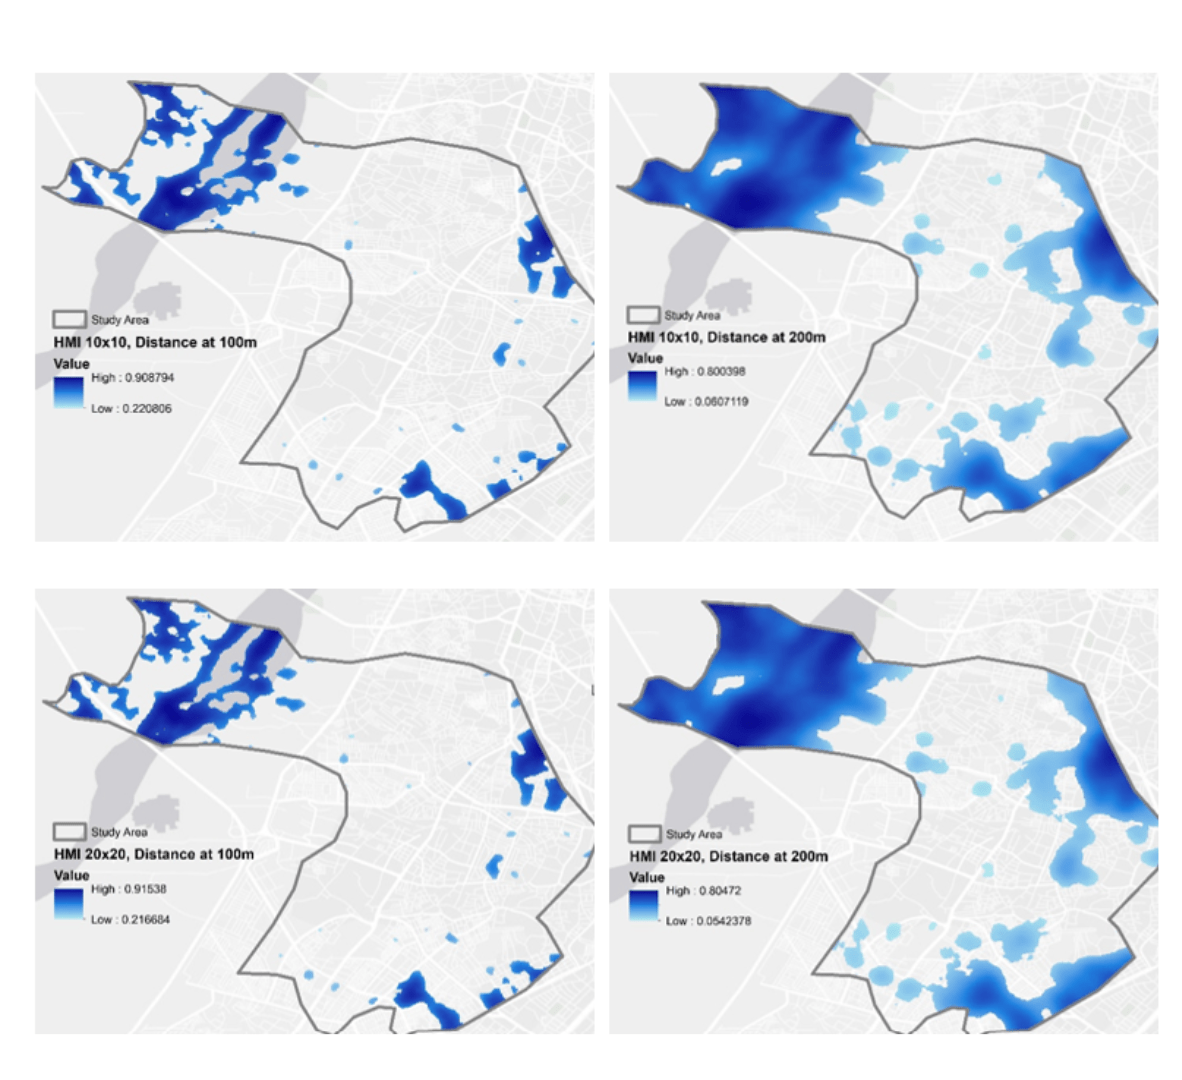 Study Area
HMI 10x10, Distance at 100m
Value
High : 0.908794
Low : 0.220806
Study Area
HMI 10x10, Distance at 200m
Value
High : 0.800398
Low : 0.0607119
Study Area
HMI 20x20, Distance at 100m
Value
High : 0.91538
Low : 0.216684
Study Area
HMI 20x20, Distance at 200m
Value
High : 0.80472
Low : 0.0542378